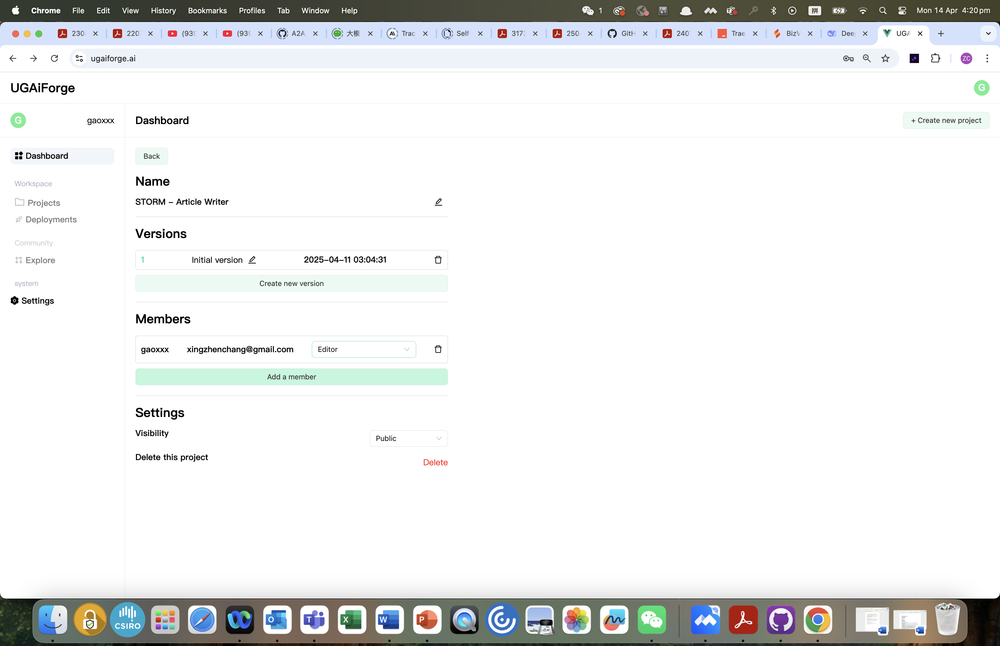 Chrome File Edit View History Bookmarks Profiles Tab Window Help 1 拼 Mon 14 Apr 4:20 pm
230 220 (939 (939 A2A 大模 Trac Self- 3173 250 GitH 240 Trae BizV Dee UGA
ugaiforge.ai ZC
UGAiForge G
G gaoxxx Dashboard + Create new project
Dashboard
Workspace
Projects
Deployments
Community
Explore
system
Settings
Back
Name
STORM – Article Writer
Versions
1 Initial version 2025-04-11 03:04:31
Create new version
Members
gaoxxx xingzhenchang@gmail.com Editor
Add a member
Settings
Visibility
Public
Delete this project
Delete
CSIRO